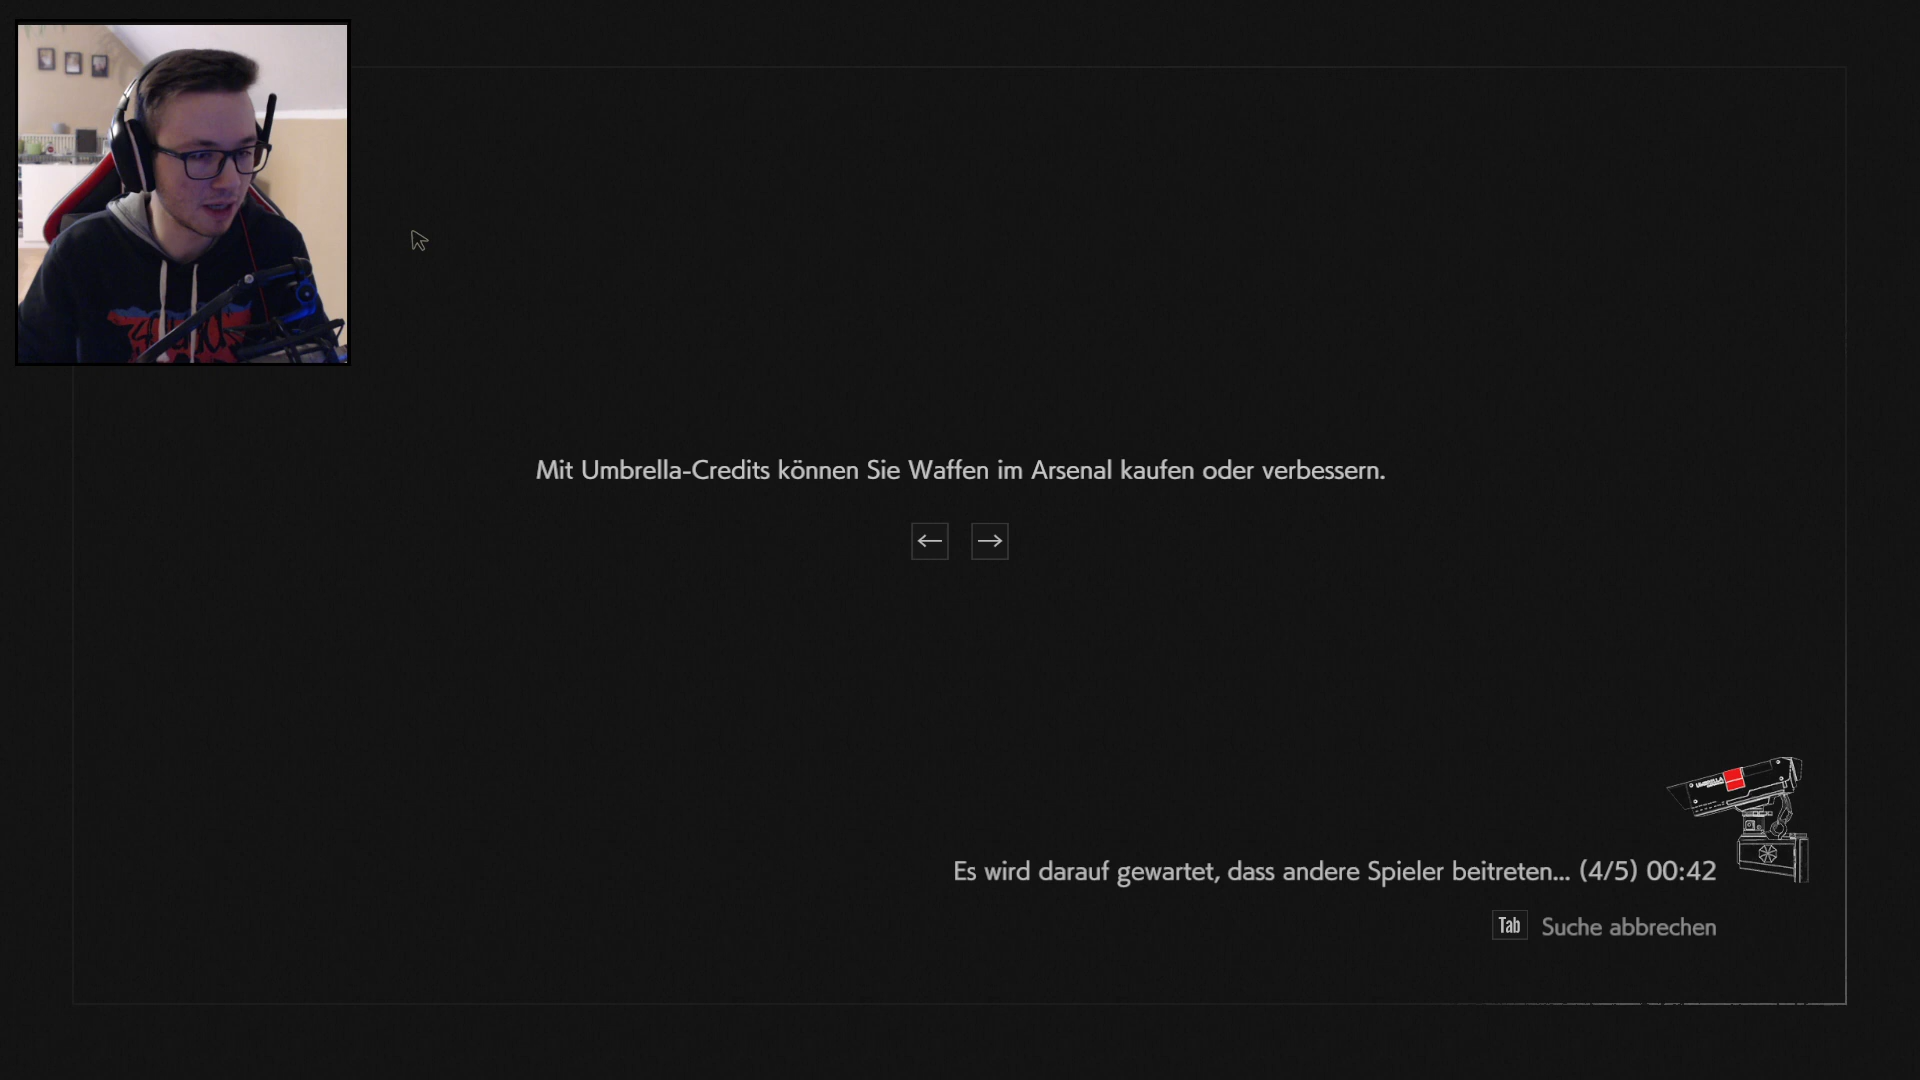 Mit Umbrella-Credits können Sie Waffen im Arsenal kaufen oder verbessern.
UMBRELLA
Es wird darauf gewartet, dass andere Spieler beitreten... (4/5) 00:42
Tab Suche abbrechen